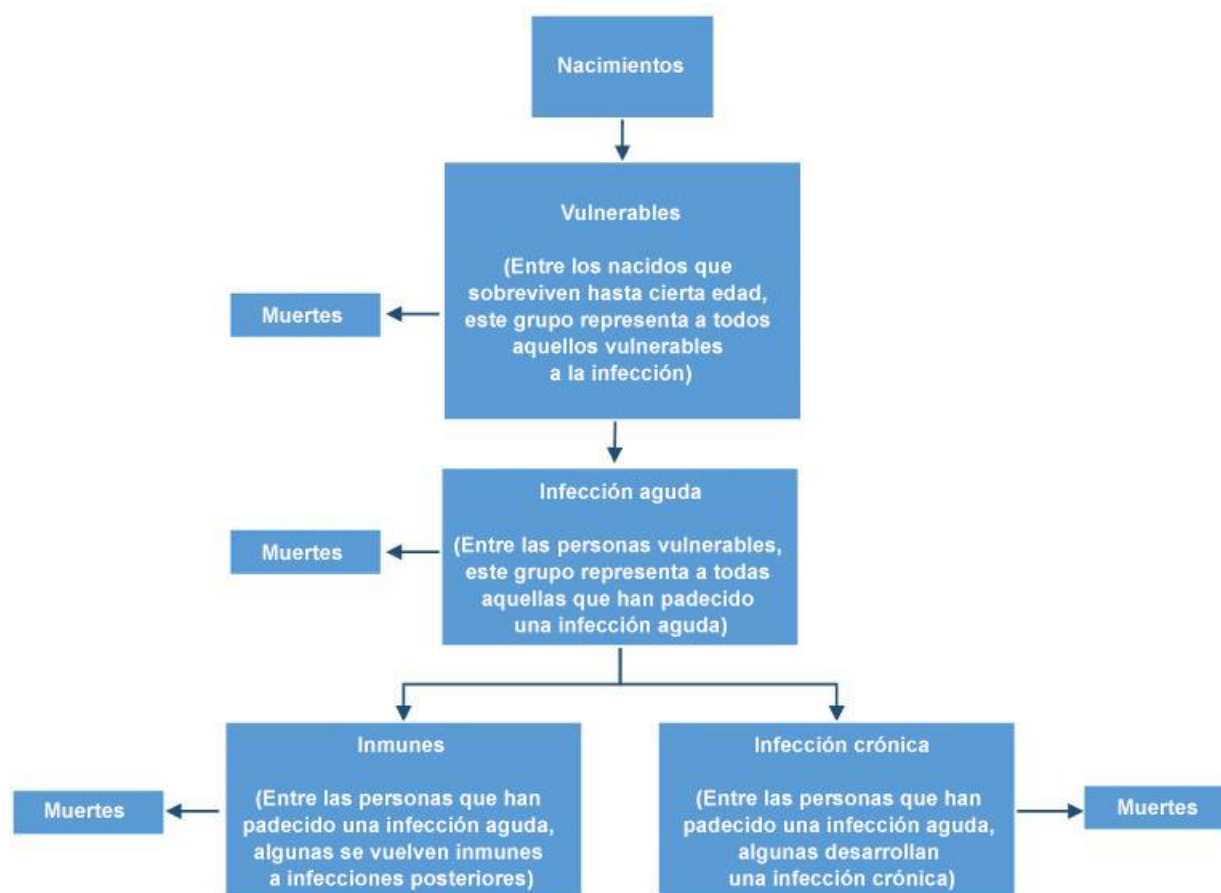 Nacimientos
Vulnerables
(Entre los nacidos que
sobreviven hasta cierta edad,
este grupo representa a todos
aquellos vulnerables
a la infección)
Muertes
Infección aguda
(Entre las personas vulnerables,
este grupo representa a todas
aquellas que han padecido
una infección aguda)
Muertes
Inmunes
(Entre las personas que han
padecido una infección aguda,
algunas se vuelven inmunes
a infecciones posteriores)
Muertes
Infección crónica
(Entre las personas que han
padecido una infección aguda,
algunas desarrollan
una infección crónica)
Muertes